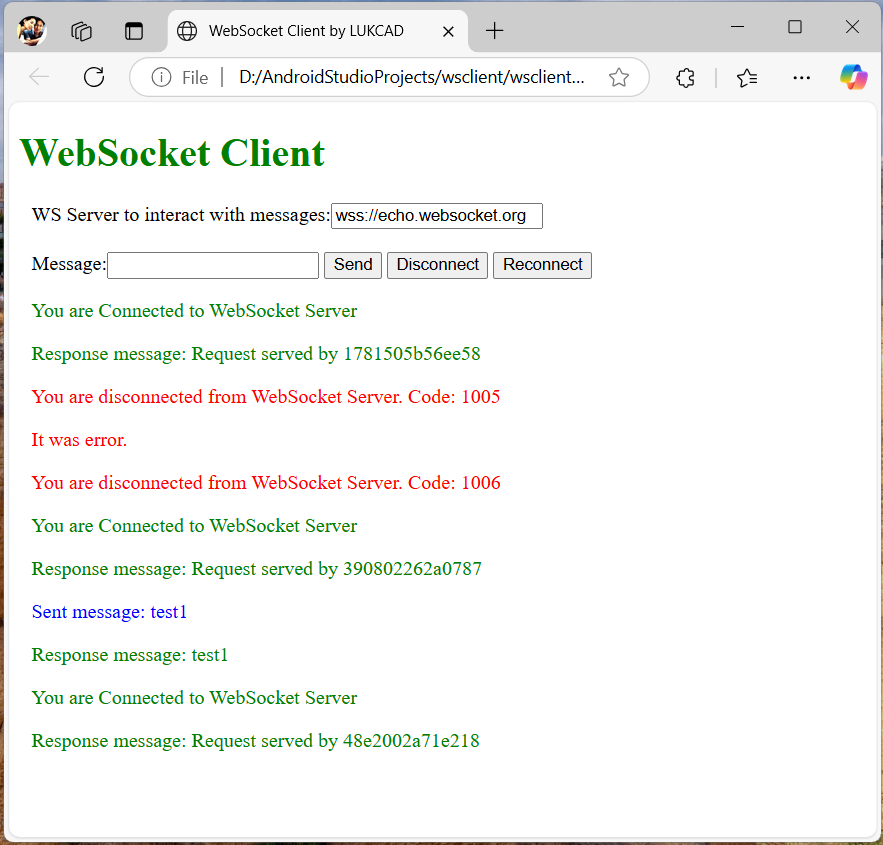 WebSocket Client by LUKCAD
File
D:/AndroidStudioProjects/wsclient/wsclient...
WebSocket Client
WS Server to interact with messages: wss://echo.websocket.org
Message: Send Disconnect Reconnect
You are Connected to WebSocket Server
Response message: Request served by 1781505b56ee58
You are disconnected from WebSocket Server. Code: 1005
It was error.
You are disconnected from WebSocket Server. Code: 1006
You are Connected to WebSocket Server
Response message: Request served by 390802262a0787
Sent message: test1
Response message: test1
You are Connected to WebSocket Server
Response message: Request served by 48e2002a71e218